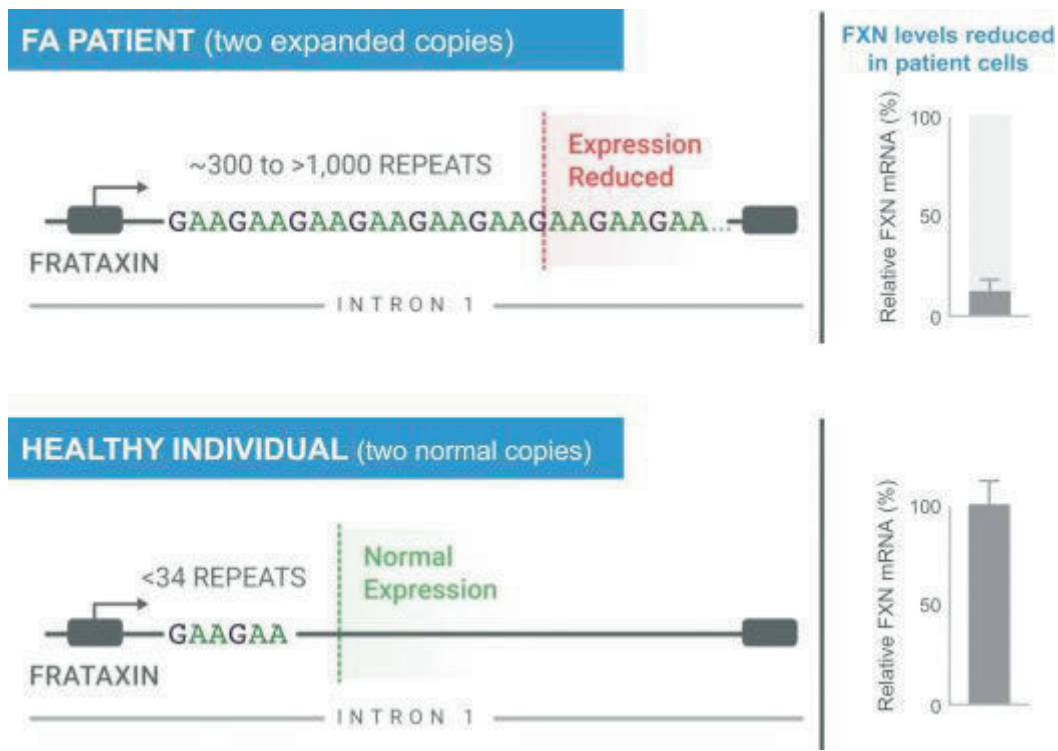 FA PATIENT (two expanded copies)
FXN levels reduced
in patient cells
~300 to >1,000 REPEATS
Expression
Reduced
GAAGAAGAAGAAGAAGAAGAAGAAGAA...
FRATAXIN
INTRON 1
Relative FXN mRNA (%)
100
50
0
HEALTHY INDIVIDUAL (two normal copies)
<34 REPEATS
Normal
Expression
GAAGAA
FRATAXIN
INTRON 1
Relative FXN mRNA (%)
100
50
0